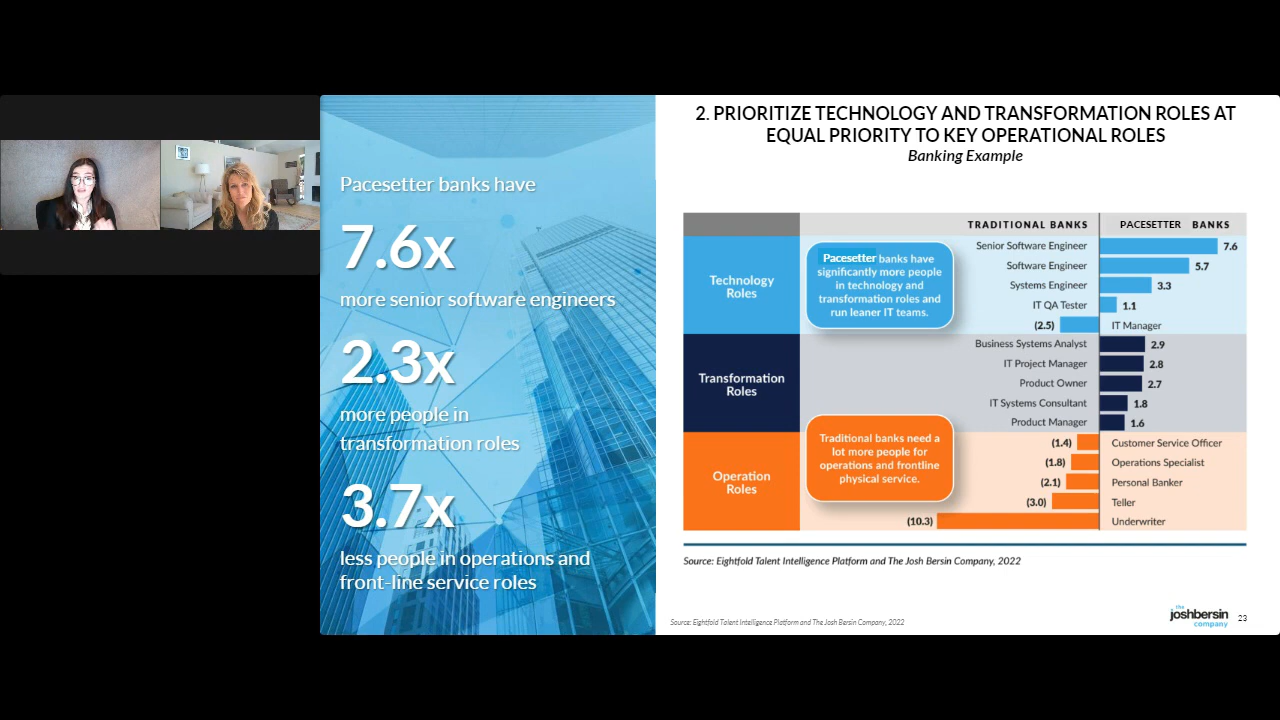 Pacesetter banks have
7.6x
more senior software engineers
2.3x
more people in
transformation roles
3.7x
less people in operations and
front-line service roles
2. PRIORITIZE TECHNOLOGY AND TRANSFORMATION ROLES AT
EQUAL PRIORITY TO KEY OPERATIONAL ROLES
Banking Example
TRADITIONAL BANKS PACESETTER BANKS
Technology
Roles
Pacesetter banks have
significantly more people
in technology and
transformation roles and
run leaner IT teams.
Senior Software Engineer 7.6
Software Engineer 5.7
Systems Engineer 3.3
IT QA Tester 1.1
(2.5) IT Manager
Transformation
Roles
Business Systems Analyst 2.9
IT Project Manager 2.8
Product Owner 2.7
IT Systems Consultant 1.8
Product Manager 1.6
Operation
Roles
Traditional banks need a
lot more people for
operations and frontline
physical service.
(1.4) Customer Service Officer
(1.8) Operations Specialist
(2.1) Personal Banker
(3.0) Teller
(10.3) Underwriter
Source: Eightfold Talent Intelligence Platform and The Josh Bersin Company, 2022
Source: Eightfold Talent Intelligence Platform and The Josh Bersin Company, 2022
the
joshbersin
company
23